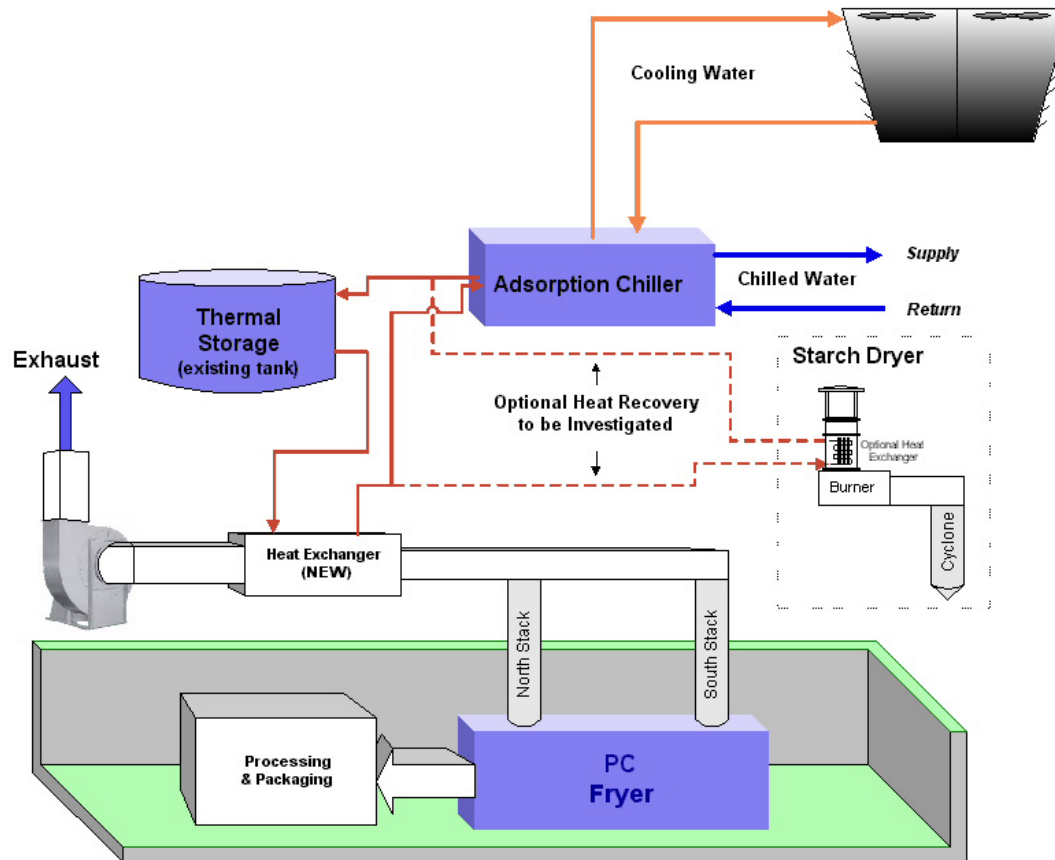 Cooling Water
Adsorption Chiller
Supply
Chilled Water
Return
Thermal
Storage
(existing tank)
Exhaust
Starch Dryer
Optional Heat Recovery
to be Investigated
Optional Heat
Exchanger
Burner
Cyclone
Heat Exchanger
(NEW)
North Stack
South Stack
Processing
& Packaging
PC
Fryer